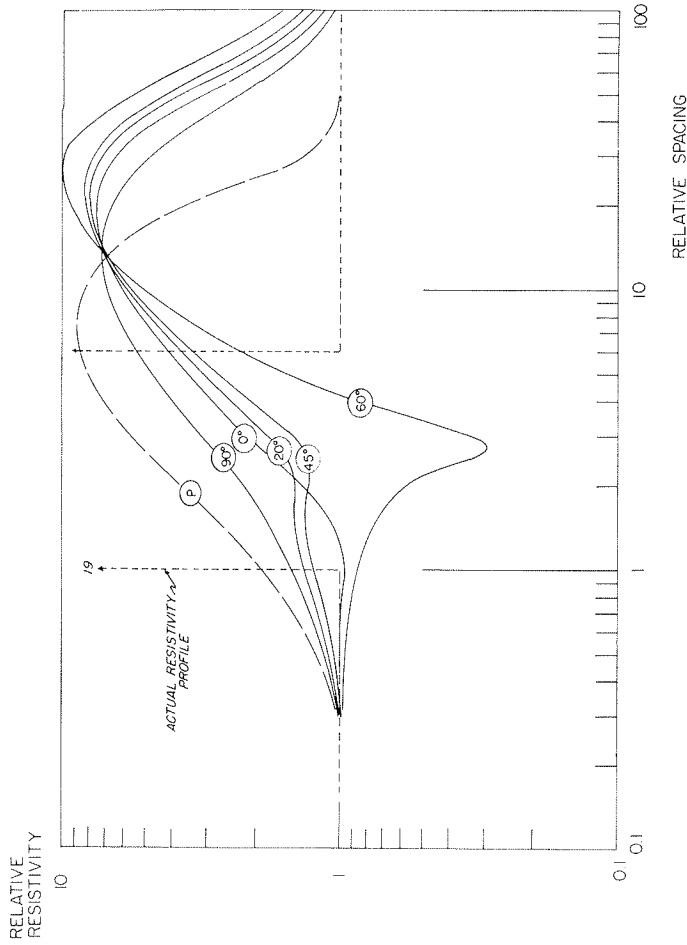 RELATIVE
RESISTIVITY
10
1
0.1
0.1
1
10
100
RELATIVE SPACING
19
ACTUAL RESISTIVITY
PROFILE
P
90°
0°
20°
45°
60°